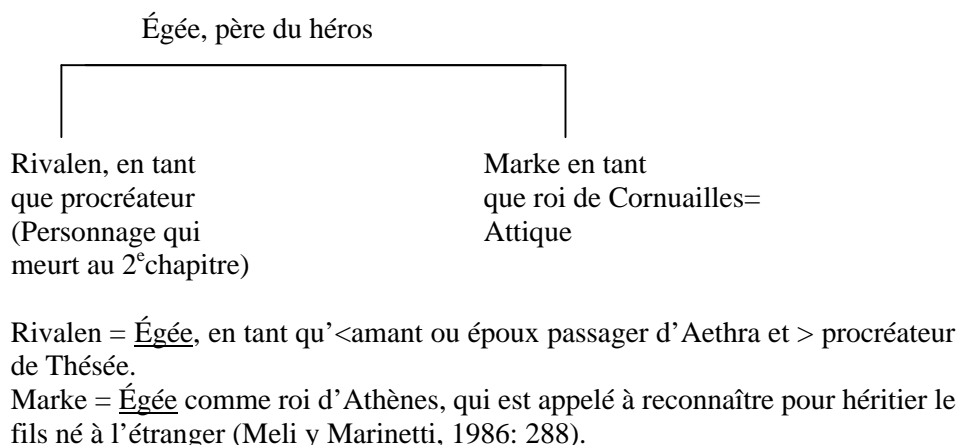 Égée, père du héros
Rivalen, en tant
que procréateur
(Personnage qui
meurt au 2e chapitre)
Marke en tant
que roi de Cornuailles=
Attique
Rivalen = Égée, en tant qu’<amant ou époux passager d’Aethra et > procréateur
de Thésée.
Marke = Égée comme roi d’Athènes, qui est appelé à reconnaître pour héritier le
fils né à l’étranger (Meli y Marinetti, 1986: 288).